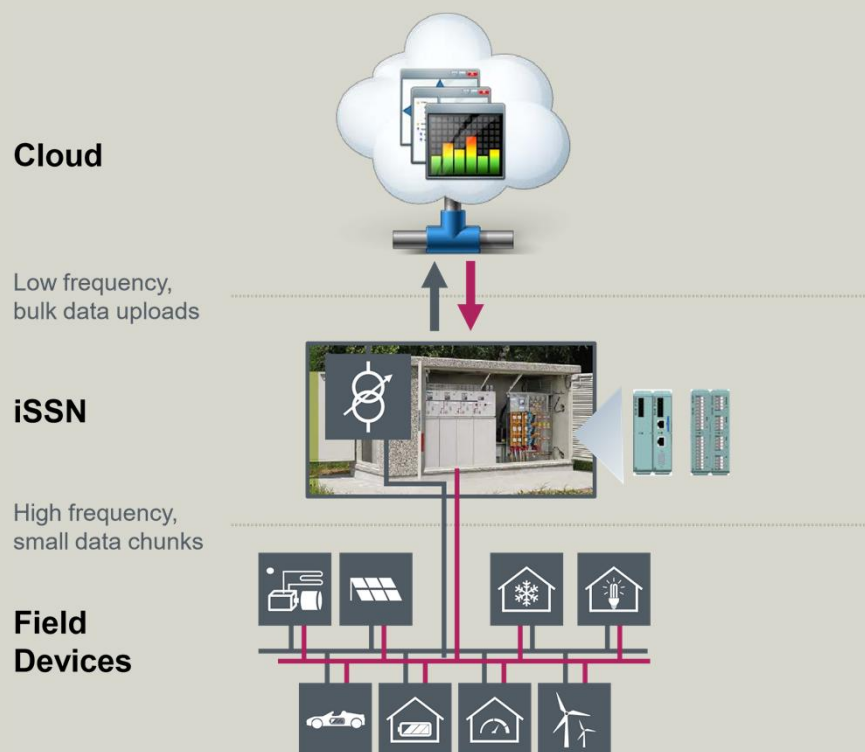 Cloud
Low frequency,
bulk data uploads
iSSN
High frequency,
small data chunks
Field
Devices